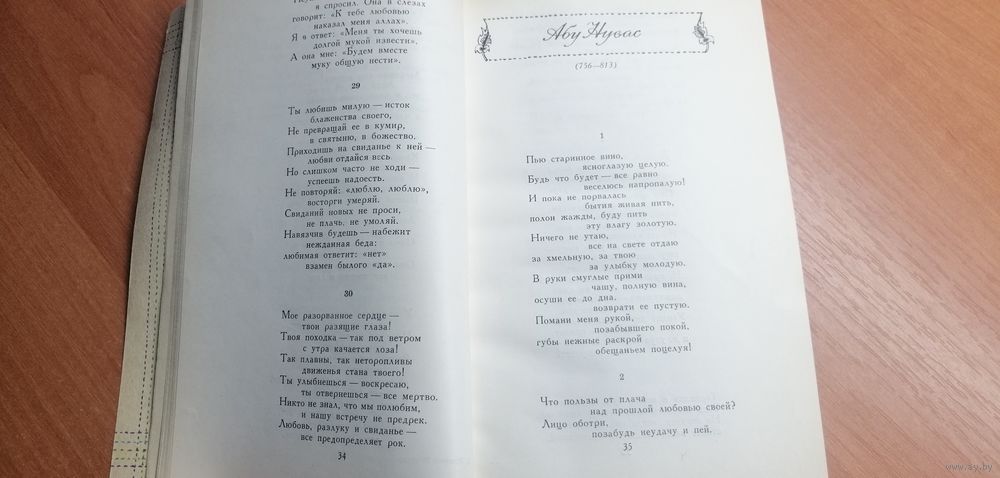 я спросил. Она в слезах
говорит: «К тебе любовью
наказал меня аллах».
Я в ответ: «Меня ты хочешь
долгой мукой извести».
А она мне: «Будем вместе
муку общую нести».
29
Ты любишь милую — исток
блаженства своего,
Не превращай ее в кумир,
в святыню, в божество.
Приходишь на свиданье к ней —
любви отдайся весь
Но слишком часто не ходи —
успеешь надоесть.
Не повторяй: «люблю, люблю»,
восторги умеряй.
Свиданий новых не проси,
не плачь, не умоляй.
Навязчив будешь — набежит
нежданная беда:
любимая ответит: «нет»
взамен былого «да».
30
Мое разорванное сердце —
твои разящие глаза!
Твоя походка — так под ветром
с утра качается лоза!
Так плавны, так неторопливы
движенья стана твоего!
Ты улыбнешься — воскресаю,
ты отвернешься — все мертво.
Никто не знал, что мы полюбим,
и нашу встречу не предрек.
Любовь, разлуку и свиданье —
все предопределяет рок.
34
Абу Нувас
(756—813)
1
Пью старинное вино,
ясноглазую целую.
Будь что будет — все равно
веселюсь напропалую!
И пока не порвалась
бытия живая нить,
полон жажды, буду пить
эту влагу золотую.
Ничего не утаю,
все на свете отдаю
за хмельную, за твою
за улыбку молодую.
В руки смуглые прими
чашу, полную вина,
осуши ее до дна.
возврати ее пустую.
Помани меня рукой,
позабывшего покой,
губы нежные раскрой
обещаньем поцелуя!
2
Что пользы от плача
над прошлой любовью своей?
Лицо оботри,
позабудь неудачу и пей.
35
www.ay.by